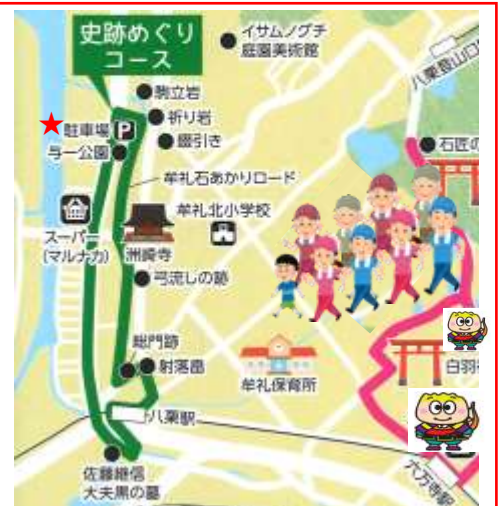 史跡めぐり
コース
イサムノグチ
庭園美術館
八栗登山口
駒立岩
祈り岩
駐車場 P
与一公園
錣引き
石匠の
牟礼石あかりロード
牟礼北小学校
スーパー
(マルナカ)
洲崎寺
弓流しの跡
総門跡
射落畠
牟礼保育所
白羽
八栗駅
佐藤継信
大夫黒の墓
六万寺駅